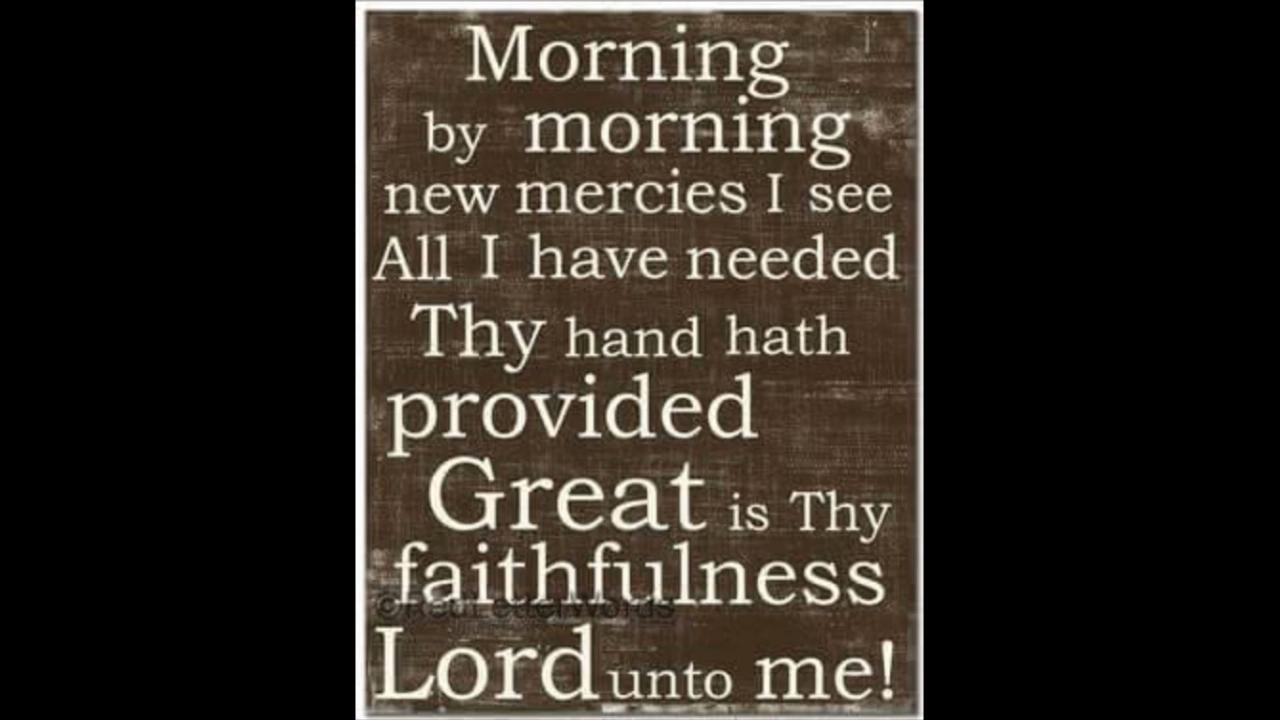 Morning
by morning
new mercies I see
All I have needed
Thy hand hath
provided
Great is Thy
faithfulness
©RedLetterWords
Lord unto me!